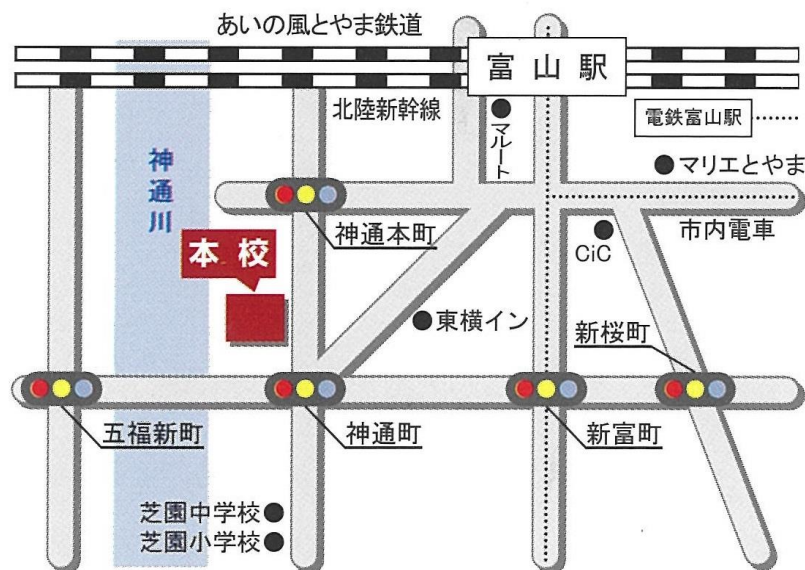 あいの風とやま鉄道
富山駅
北陸新幹線
マルート
電鉄富山駅
マリエとやま
神通川
神通本町
市内電車
CiC
本校
東横イン
新桜町
五福新町
神通町
新富町
芝園中学校
芝園小学校